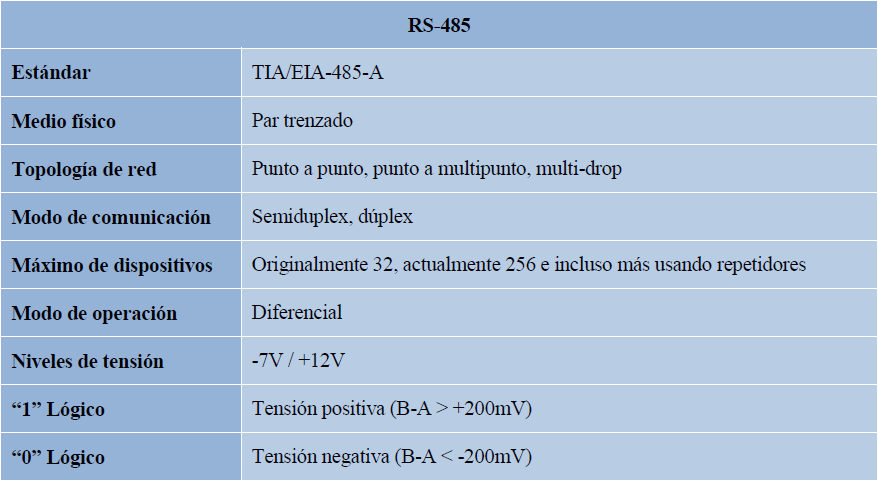 RS-485
Estándar TIA/EIA-485-A
Medio físico Par trenzado
Topología de red Punto a punto, punto a multipunto, multi-drop
Modo de comunicación Semiduplex, dúplex
Máximo de dispositivos Originalmente 32, actualmente 256 e incluso más usando repetidores
Modo de operación Diferencial
Niveles de tensión -7V / +12V
“1” Lógico Tensión positiva (B-A > +200mV)
“0” Lógico Tensión negativa (B-A < -200mV)